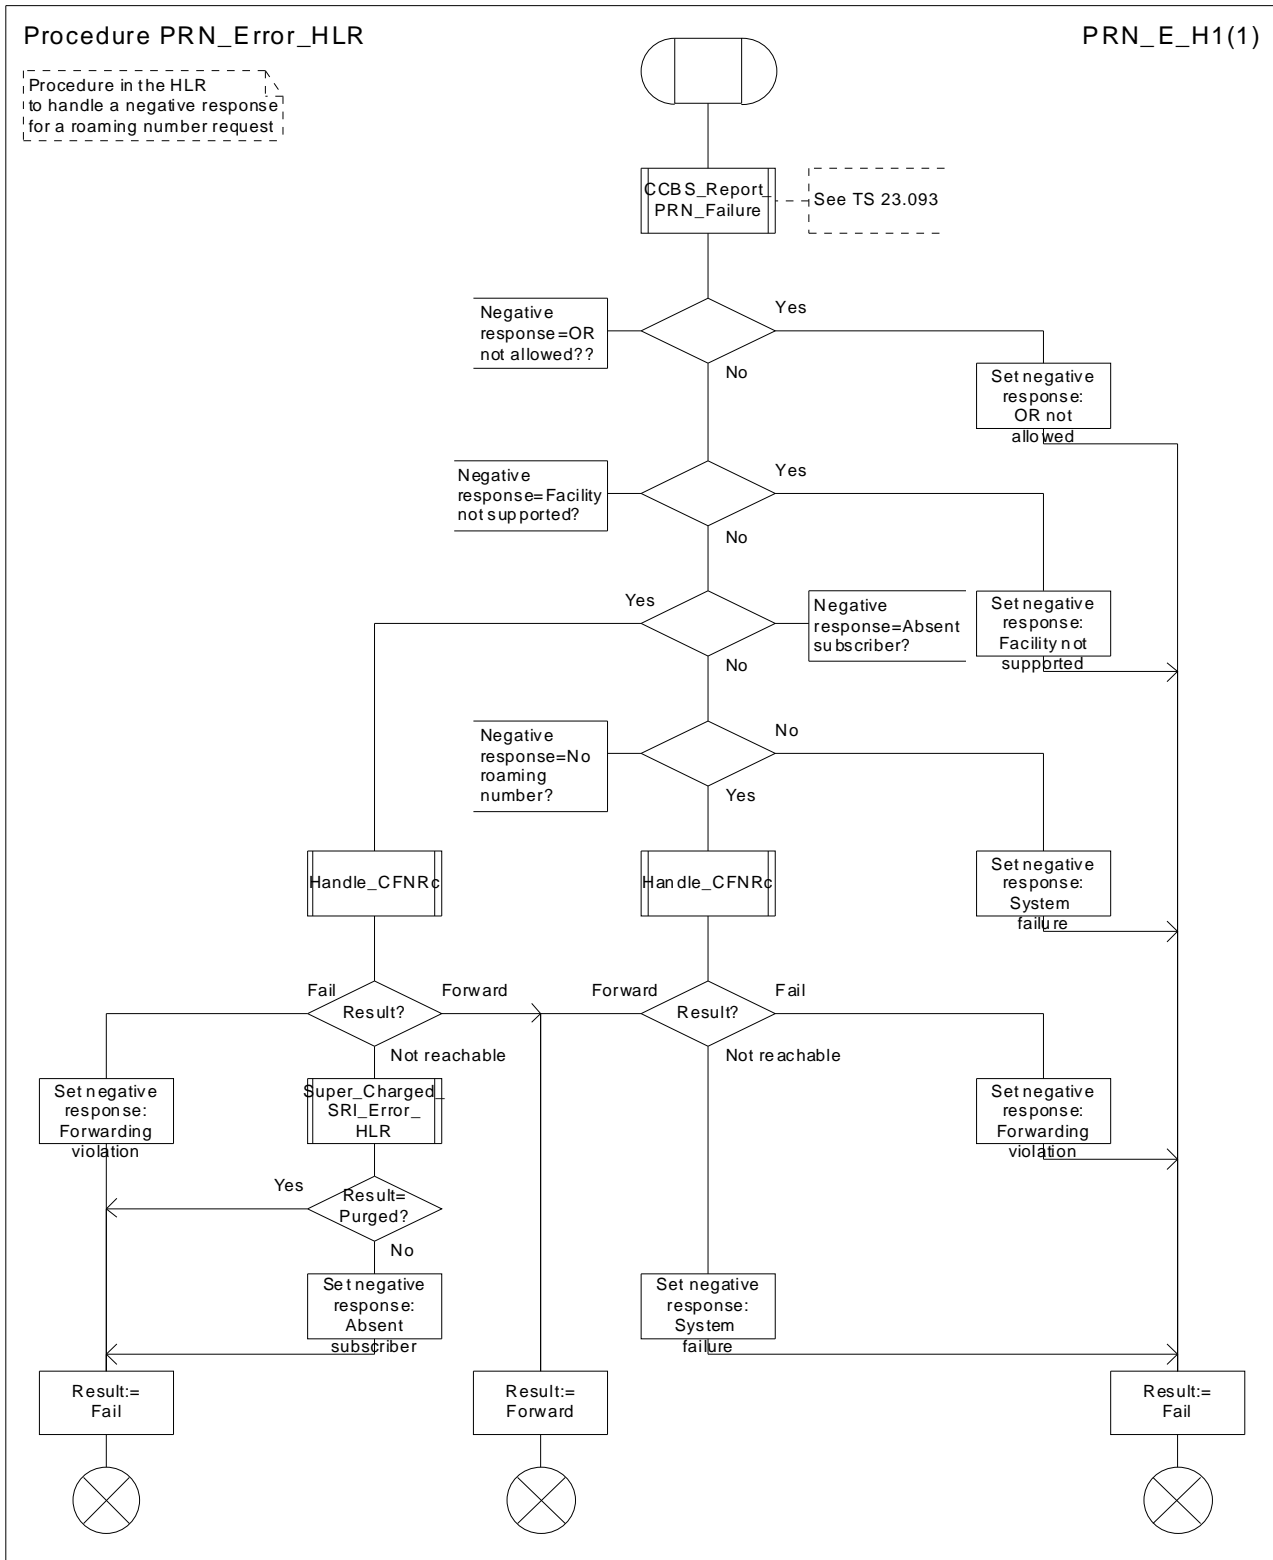 Procedure PRN_Error_HLR
PRN_E_H1(1)
Procedure in the HLR
to handle a negative response
for a roaming number request
CCBS_Report_
PRN_Failure
See TS 23.093
Negative
response=OR
not allowed??
Yes
No
Set negative
response:
OR not
allowed
Negative
response=Facility
not supported?
Yes
No
Set negative
response:
Facility not
supported
Yes
Negative
response=Absent
subscriber?
No
Negative
response=No
roaming
number?
No
Yes
Set negative
response:
System
failure
Handle_CFNRc
Handle_CFNRc
Fail
Result?
Forward
Not reachable
Forward
Result?
Fail
Not reachable
Set negative
response:
Forwarding
violation
Super_Charged_
SRI_Error_
HLR
Set negative
response:
Forwarding
violation
Yes
Result=
Purged?
No
Set negative
response:
Absent
subscriber
Set negative
response:
System
failure
Result:=
Fail
Result:=
Forward
Result:=
Fail